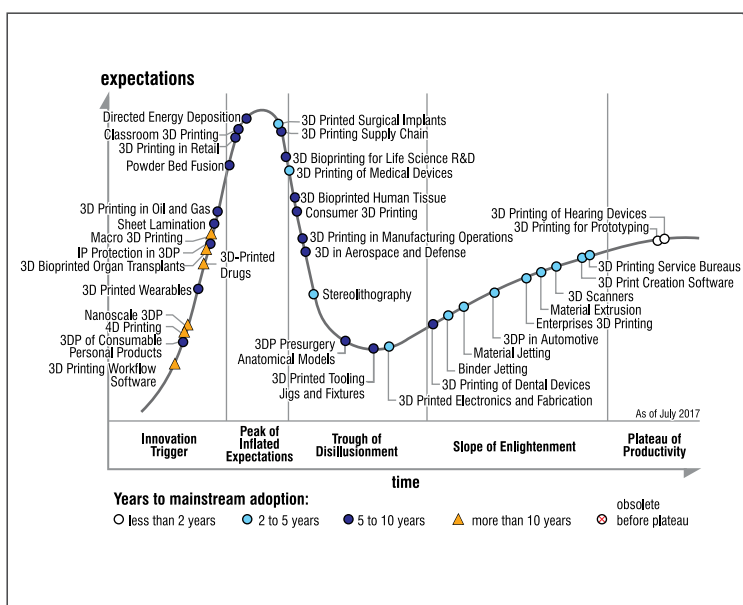 expectations
Directed Energy Deposition
Classroom 3D Printing
3D Printing in Retail
Powder Bed Fusion
3D Printing in Oil and Gas
Sheet Lamination
Macro 3D Printing
IP Protection in 3DP
3D Bioprinted Organ Transplants
3D-Printed
Drugs
3D Printed Wearables
Nanoscale 3DP
4D Printing
3DP of Consumable
Personal Products
3D Printing Workflow
Software
3D Printed Surgical Implants
3D Printing Supply Chain
3D Bioprinting for Life Science R&D
3D Printing of Medical Devices
3D Bioprinted Human Tissue
Consumer 3D Printing
3D Printing in Manufacturing Operations
3D in Aerospace and Defense
Stereolithography
3DP Presurgery
Anatomical Models
3D Printed Tooling
Jigs and Fixtures
3D Printed Electronics and Fabrication
3D Printing of Dental Devices
Binder Jetting
Material Jetting
3DP in Automotive
Enterprises 3D Printing
Material Extrusion
3D Scanners
3D Print Creation Software
3D Printing Service Bureaus
3D Printing of Hearing Devices
3D Printing for Prototyping
As of July 2017
Innovation
Trigger
Peak of
Inflated
Expectations
Trough of
Disillusionment
Slope of Enlightenment
Plateau of
Productivity
time
Years to mainstream adoption:
less than 2 years
2 to 5 years
5 to 10 years
more than 10 years
obsolete
before plateau